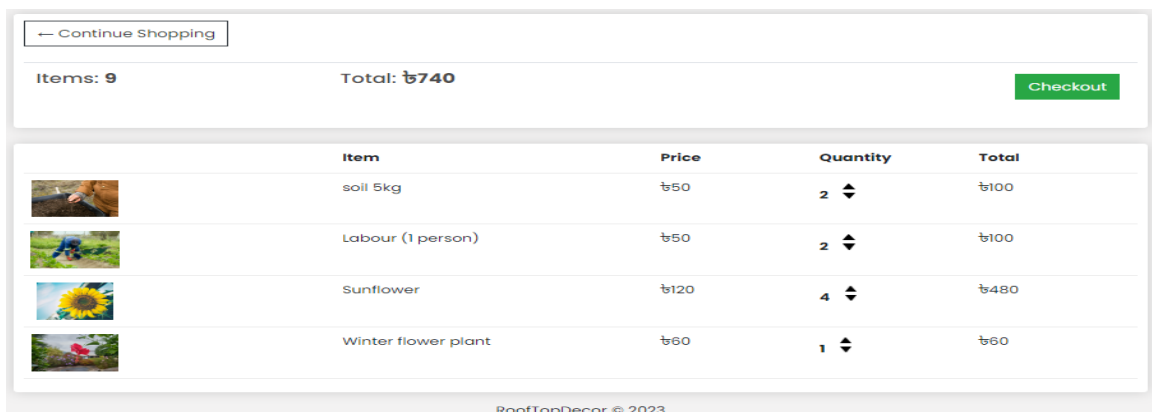 ← Continue Shopping
Items: 9 Total: ৳740 Checkout
Item Price Quantity Total
soil 5kg ৳50 2 ৳100
Labour (1 person) ৳50 2 ৳100
Sunflower ৳120 4 ৳480
Winter flower plant ৳60 1 ৳60
RoofTopDecor © 2023